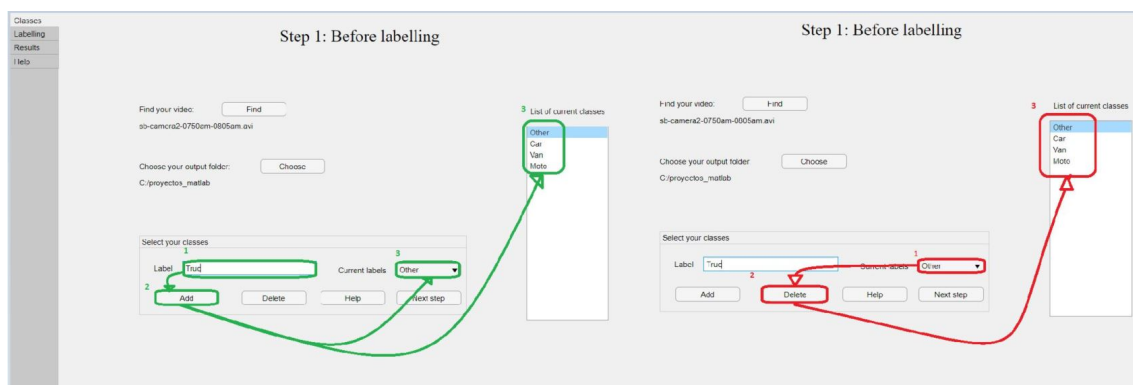 Classes
Labelling
Results
Help
Step 1: Before labelling
Find your video: Find
sb-camera2-0750am-0805am.avi
Choose your output folder: Choose
C:/proyectos_matlab
3 List of current classes
Other
Car
Van
Moto
Select your classes
1
Label Truc
3
Current labels Other
2
Add Delete Help Next step
Step 1: Before labelling
Find your video: Find
sb-camera2-0750am-0805am.avi
Choose your output folder Choose
C:/proyectos_matlab
3 List of current classes
Other
Car
Van
Moto
Select your classes
1
Label Truc Current labels Other
2
Add Delete Help Next step